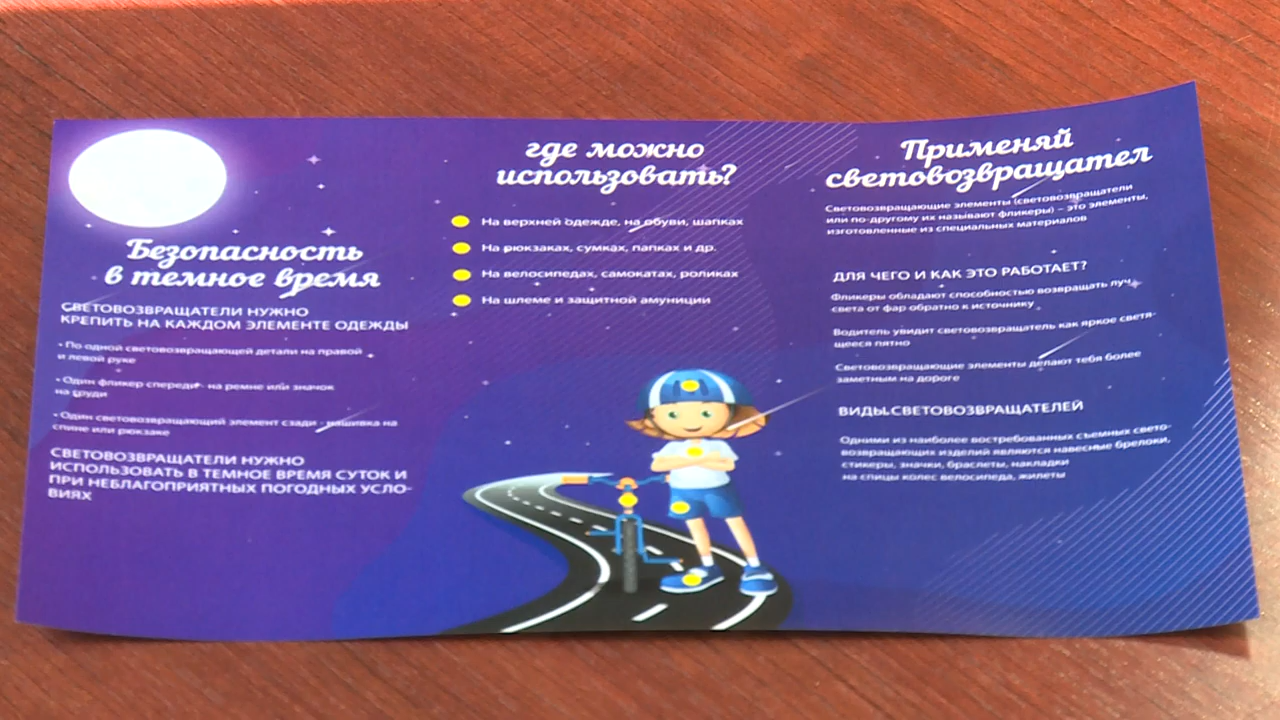 Безопасность
в темное время
СВЕТОВОЗВРАЩАТЕЛИ НУЖНО
КРЕПИТЬ НА КАЖДОМ ЭЛЕМЕНТЕ ОДЕЖДЫ
• По одной световозвращающей детали на правой
и левой руке
• Один фликер спереди - на ремне или значок
на груди
• Один световозвращающий элемент сзади - нашивка на
спине или рюкзаке
СВЕТОВОЗВРАЩАТЕЛИ НУЖНО
ИСПОЛЬЗОВАТЬ В ТЕМНОЕ ВРЕМЯ СУТОК И
ПРИ НЕБЛАГОПРИЯТНЫХ ПОГОДНЫХ УСЛО-
ВИЯХ
где можно
использовать?
На верхней одежде, на обуви, шапках
На рюкзаках, сумках, папках и др.
На велосипедах, самокатах, роликах
На шлеме и защитной амуниции
Применяй
световозвращател
Световозвращающие элементы (световозвращатели
или по-другому их называют фликеры) – это элементы,
изготовленные из специальных материалов
ДЛЯ ЧЕГО И КАК ЭТО РАБОТАЕТ?
Фликеры обладают способностью возвращать луч
света от фар обратно к источнику
Водитель увидит световозвращатель как яркое светя-
щееся пятно
Световозвращающие элементы делают тебя более
заметным на дороге
ВИДЫ СВЕТОВОЗВРАЩАТЕЛЕЙ
Одними из наиболее востребованных съемных свето-
возвращающих изделий являются навесные брелоки,
стикеры, значки, браслеты, накладки
на спицы колес велосипеда, жилеты